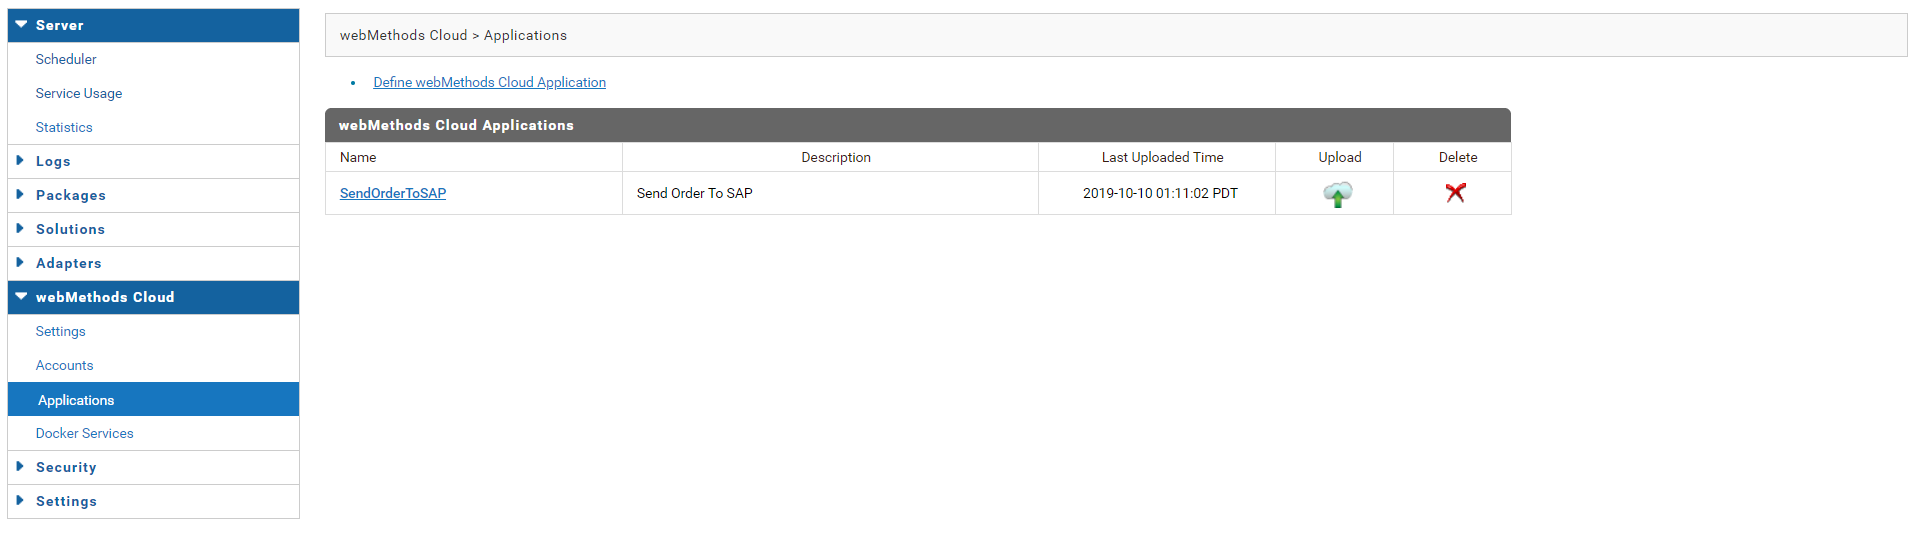 Server
Scheduler
Service Usage
Statistics
Logs
Packages
Solutions
Adapters
webMethods Cloud
Settings
Accounts
Applications
Docker Services
Security
Settings
webMethods Cloud > Applications
Define webMethods Cloud Application
webMethods Cloud Applications
Name Description Last Uploaded Time Upload Delete
SendOrderToSAP Send Order To SAP 2019-10-10 01:11:02 PDT